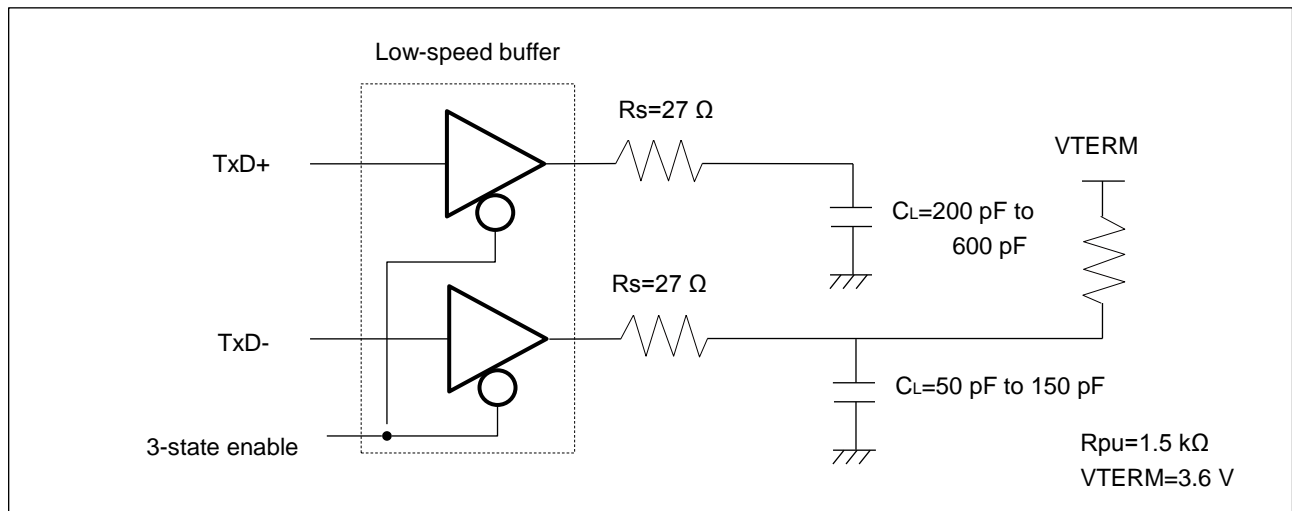 Low-speed buffer
Rs=27 Ω
TxD+
VTERM
CL=200 pF to
600 pF
Rs=27 Ω
TxD-
CL=50 pF to 150 pF
3-state enable
Rpu=1.5 kΩ
VTERM=3.6 V